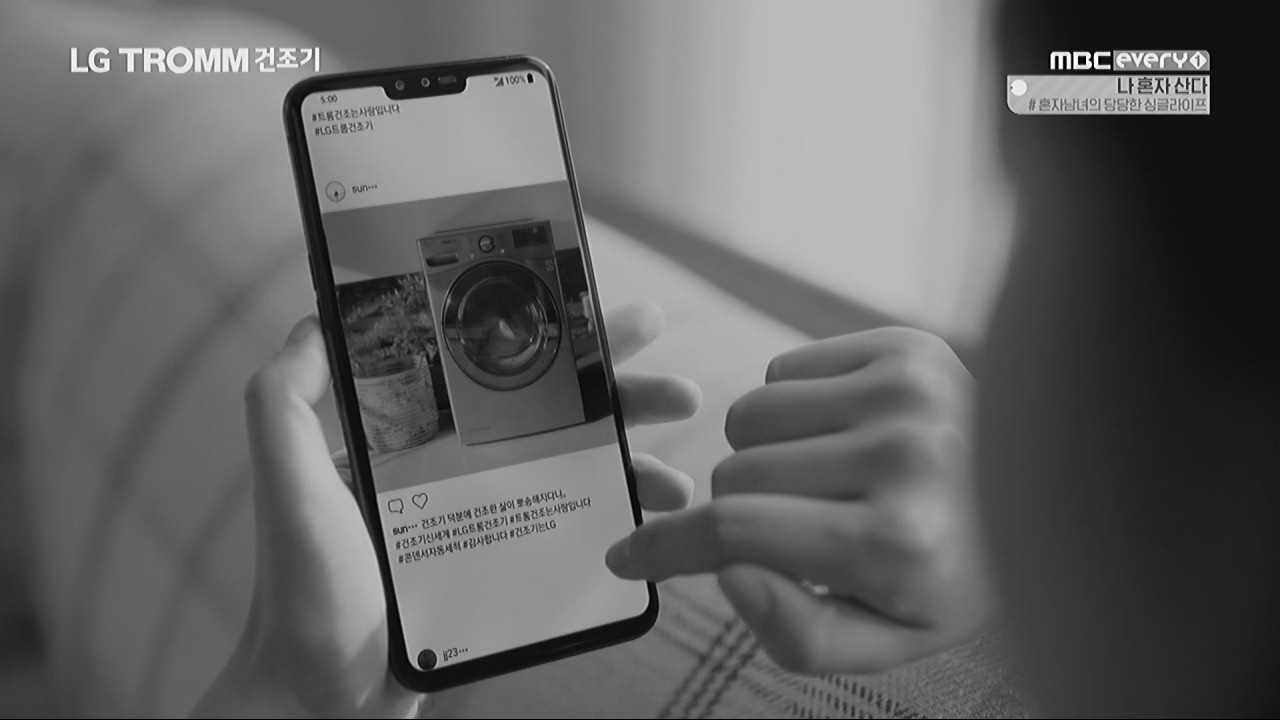 LG TROMM 건조기
MBC every1
나 혼자 산다
# 혼자남녀의 당당한 싱글라이프
5:00
100%
#트롬건조는사랑입니다
#LG트롬건조기
sun···
sun··· 건조기 덕분에 건조한 삶이 뽀송해지다니..
#건조기신세계 #LG트롬건조기 #트롬건조는사랑입니다
#콘덴서자동세척 #감사합니다 #건조기는LG
jj23···